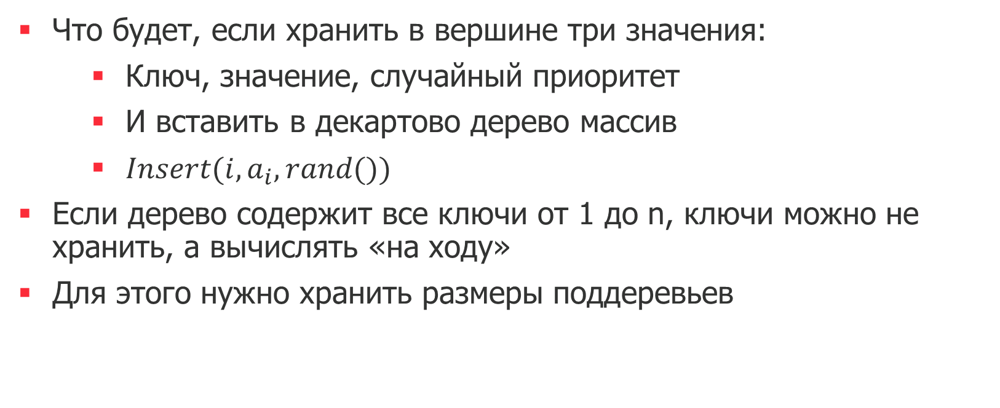 Что будет, если хранить в вершине три значения:
Ключ, значение, случайный приоритет
И вставить в декартово дерево массив
Insert(i, aᵢ, rand())
Если дерево содержит все ключи от 1 до n, ключи можно не
хранить, а вычислять «на ходу»
Для этого нужно хранить размеры поддеревьев